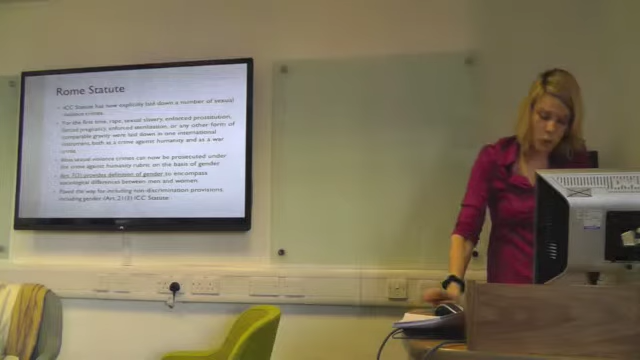 Rome Statute
ICC Statute has now explicitly laid down a number of sexual
violence crimes.
For the first time, rape, sexual slavery, enforced prostitution,
forced pregnancy, enforced sterilization, or any other form of
comparable gravity were laid down in one international
instrument, both as a crime against humanity and as a war
crime
sexual violence crimes can now be prosecuted under
the crime against humanity rubric on the basis of gender
provides definition of gender to encompass
sociological differences between men and women
Paved the way for including non-discrimination provisions,
including gender (Art. 21(3) ICC Statute